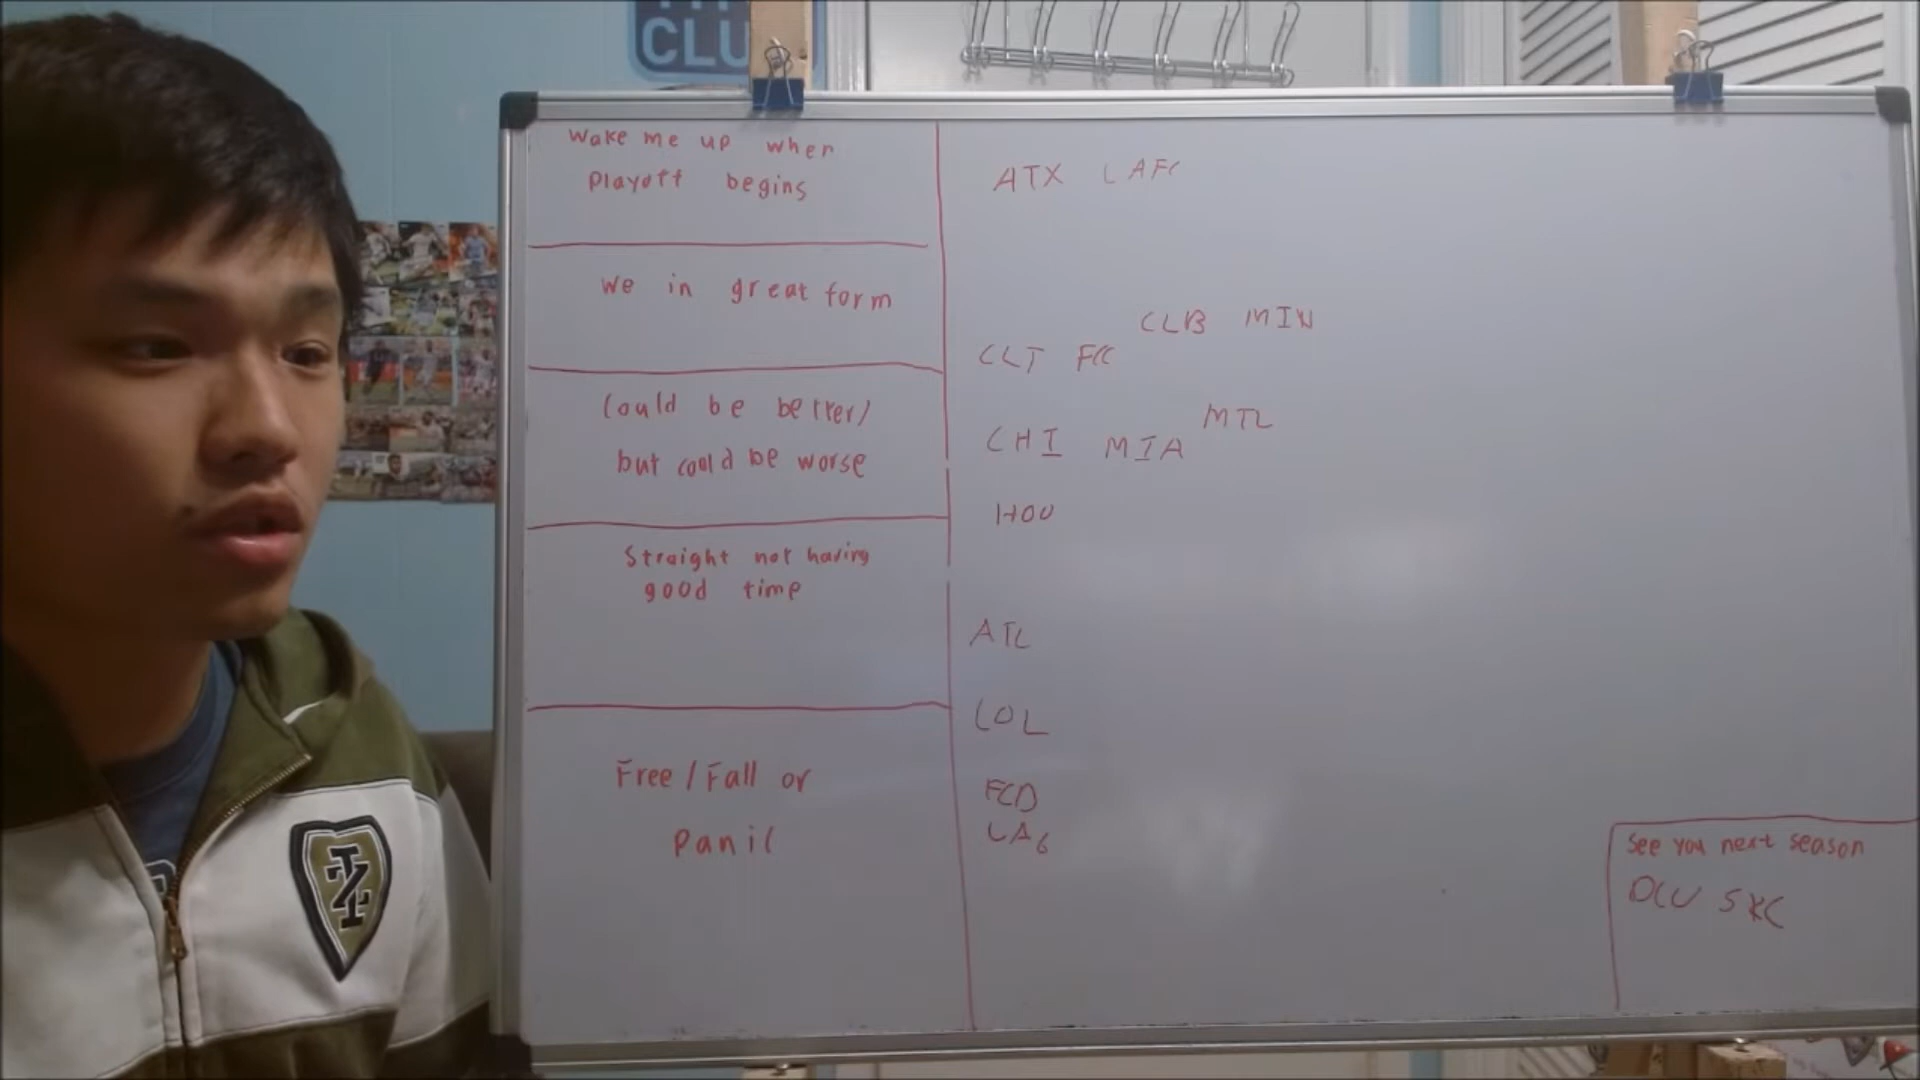 CLU
Wake me up when
Playoff begins
ATX LAFC
we in great form
CLB MIN
CLT FCC
Could be better/
but could be worse
MTL
CHI MIA
HOU
Straight not having
good time
ATL
COL
Free/Fall or
Panic
FCD
LAG
See you next season
DCU SKC